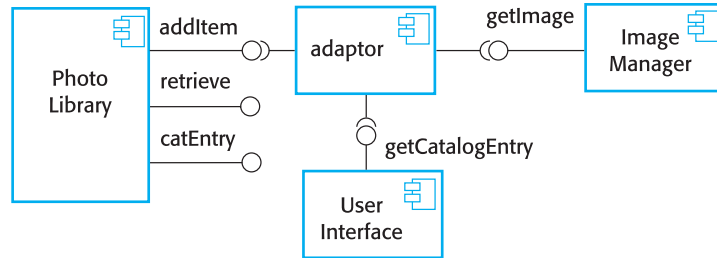 addItem
getImage
adaptor
Image
Manager
Photo
Library
retrieve
catEntry
getCatalogEntry
User
Interface